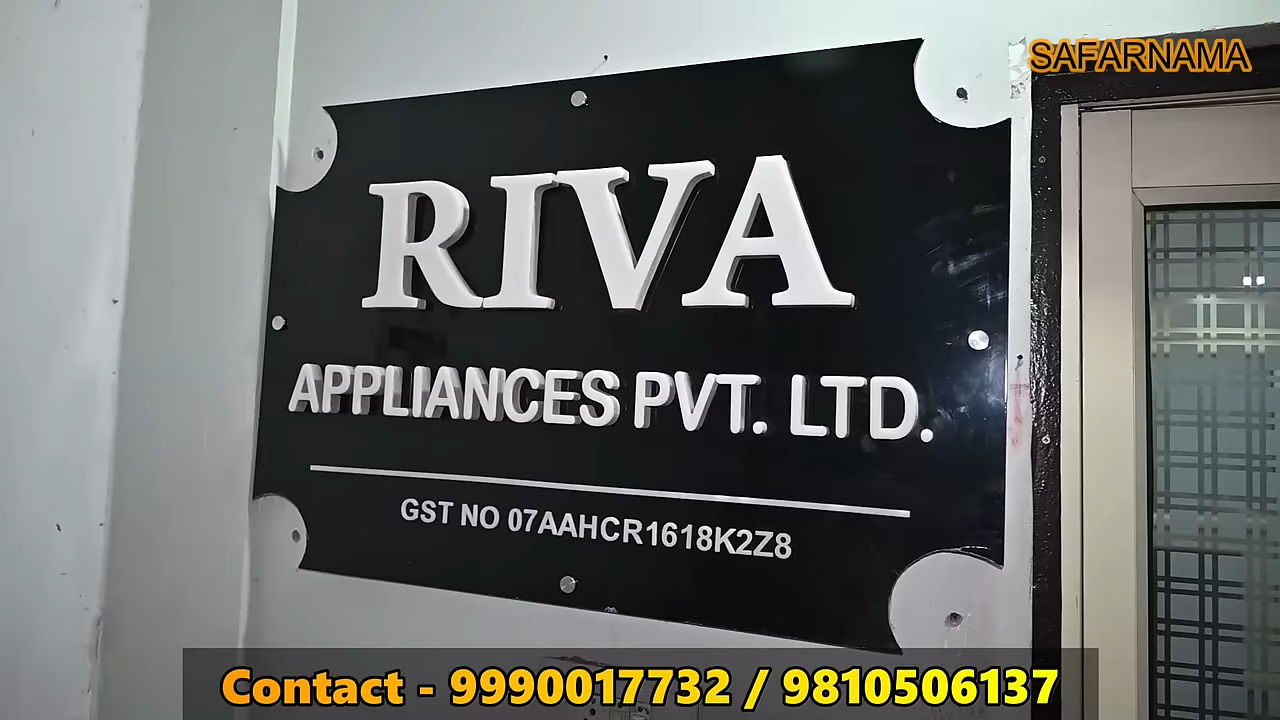 SAFARNAMA
RIVA
APPLIANCES PVT. LTD.
GST NO 07AAHCR1618K2Z8
Contact - 9990017732 / 9810506137